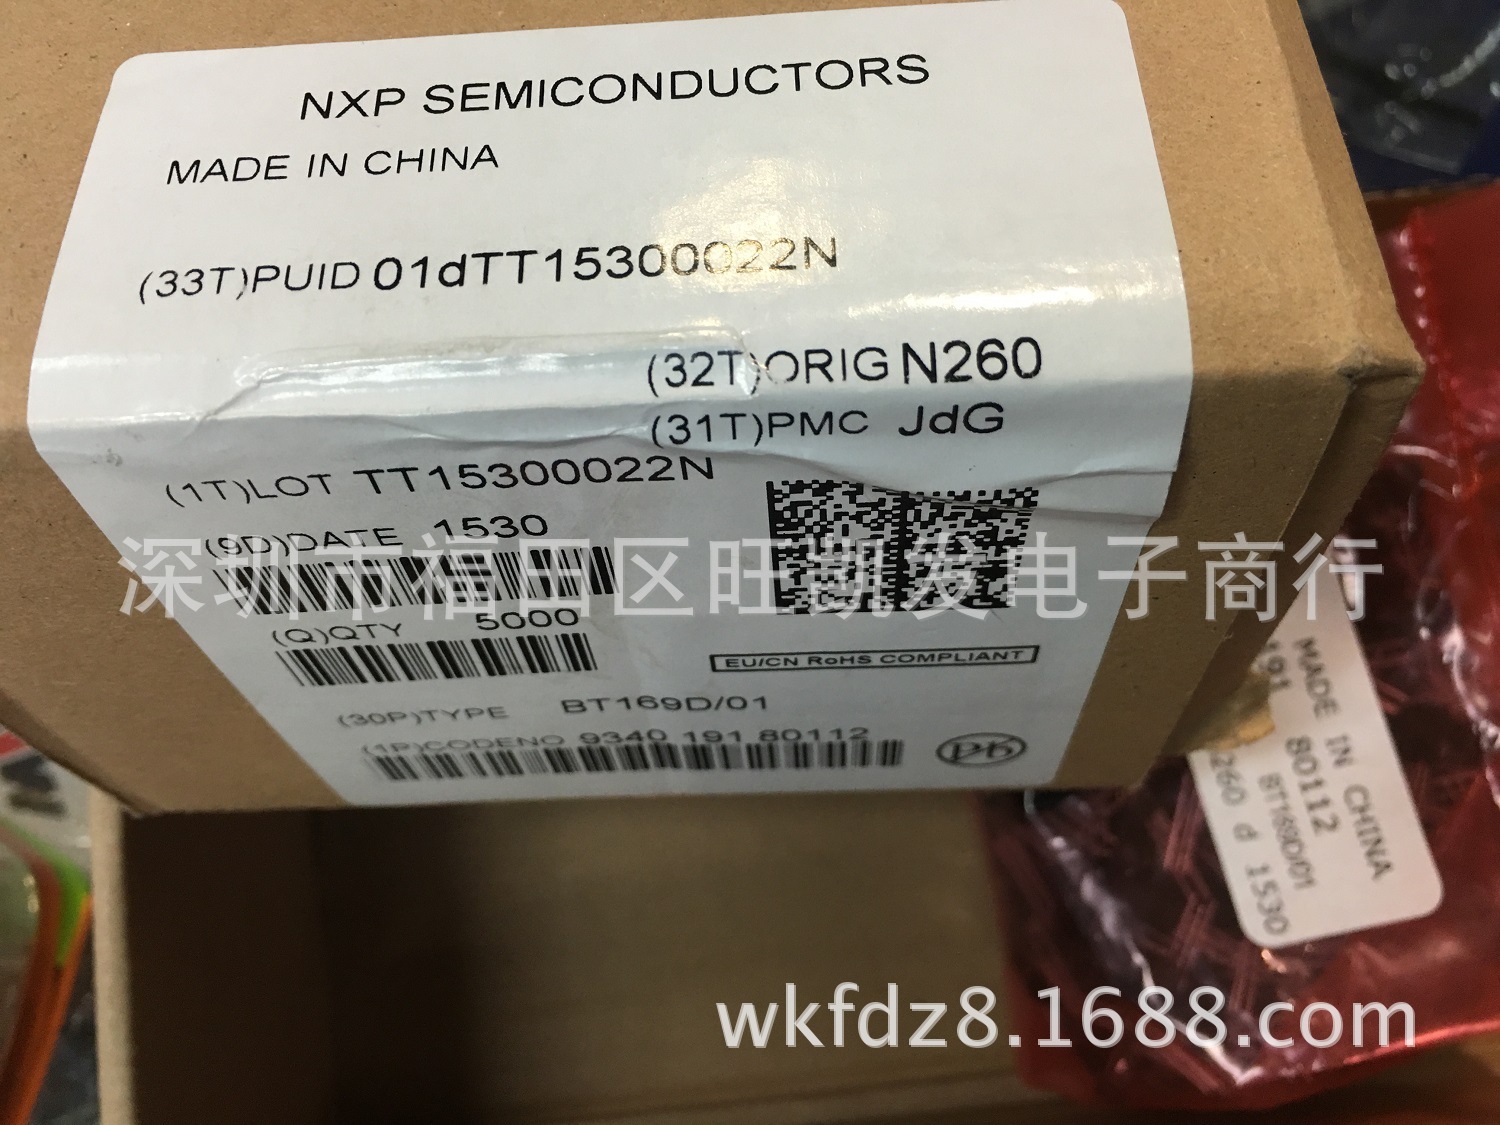 NXP SEMICONDUCTORS
MADE IN CHINA
(33T)PUID 01dTT15300022N
(32T)ORIG N260
(31T)PMC JdG
(1T)LOT TT15300022N
(9D)DATE 1530
(Q)QTY 5000
EU/CN RoHS COMPLIANT
(30P)TYPE BT169D/01
(1P)CODENO 9340 191 80112
Pb
深圳市福田区旺凯发电子商行
MADE IN CHINA
191 80112
BT169D/01
260 d 1530
wkfdz8.1688.com